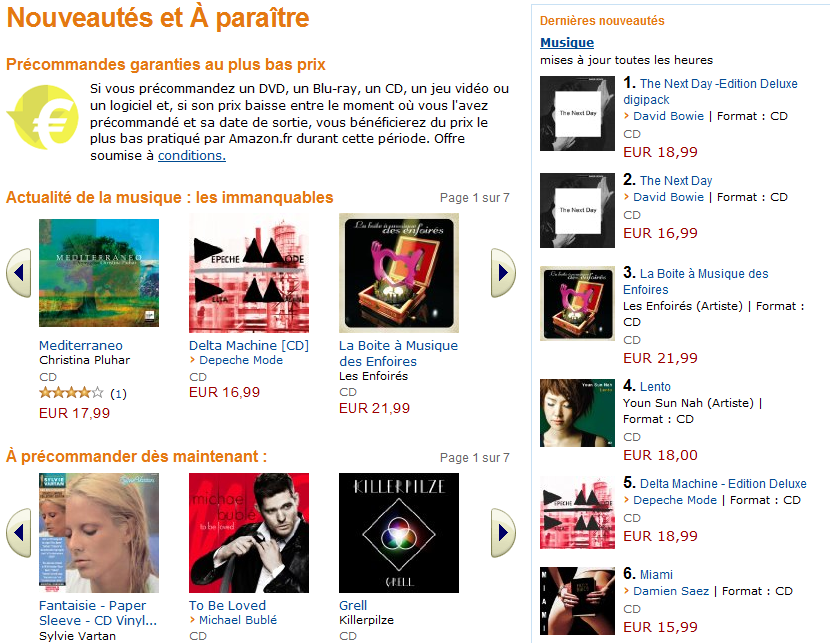 Nouveautés et À paraître
Précommandes garanties au plus bas prix
Si vous précommandez un DVD, un Blu-ray, un CD, un jeu vidéo ou
un logiciel et, si son prix baisse entre le moment où vous l'avez
précommandé et sa date de sortie, vous bénéficierez du prix le
plus bas pratiqué par Amazon.fr durant cette période. Offre
soumise à conditions.
Actualité de la musique : les immanquables
Page 1 sur 7
MEDITERRANEO
Christina Pluhar
DEPECHE MODE
DELTA MACHINE
La boîte à musique
des enfoirés
Mediterraneo
Christina Pluhar
CD
(1)
EUR 17,99
Delta Machine [CD]
› Depeche Mode
CD
EUR 16,99
La Boite à Musique
des Enfoires
Les Enfoirés
CD
EUR 21,99
À précommander dès maintenant :
Page 1 sur 7
SYLVIE
VARTAN
michael
bublé
to be loved
KILLERPILZE
GRELL
Fantaisie - Paper
Sleeve - CD Vinyl...
Sylvie Vartan
To Be Loved
› Michael Bublé
CD
Grell
Killerpilze
CD
Dernières nouveautés
Musique
mises à jour toutes les heures
The Next Day
1. The Next Day -Edition Deluxe
digipack
› David Bowie | Format : CD
CD
EUR 18,99
The Next Day
2. The Next Day
› David Bowie | Format : CD
CD
EUR 16,99
3. La Boite à Musique des
Enfoires
Les Enfoirés (Artiste) | Format :
CD
CD
EUR 21,99
Youn Sun Nah
Lento
4. Lento
Youn Sun Nah (Artiste) |
Format : CD
CD
EUR 18,00
5. Delta Machine - Edition Deluxe
› Depeche Mode | Format : CD
CD
EUR 18,99
MIAMI
6. Miami
› Damien Saez | Format : CD
CD
EUR 15,99